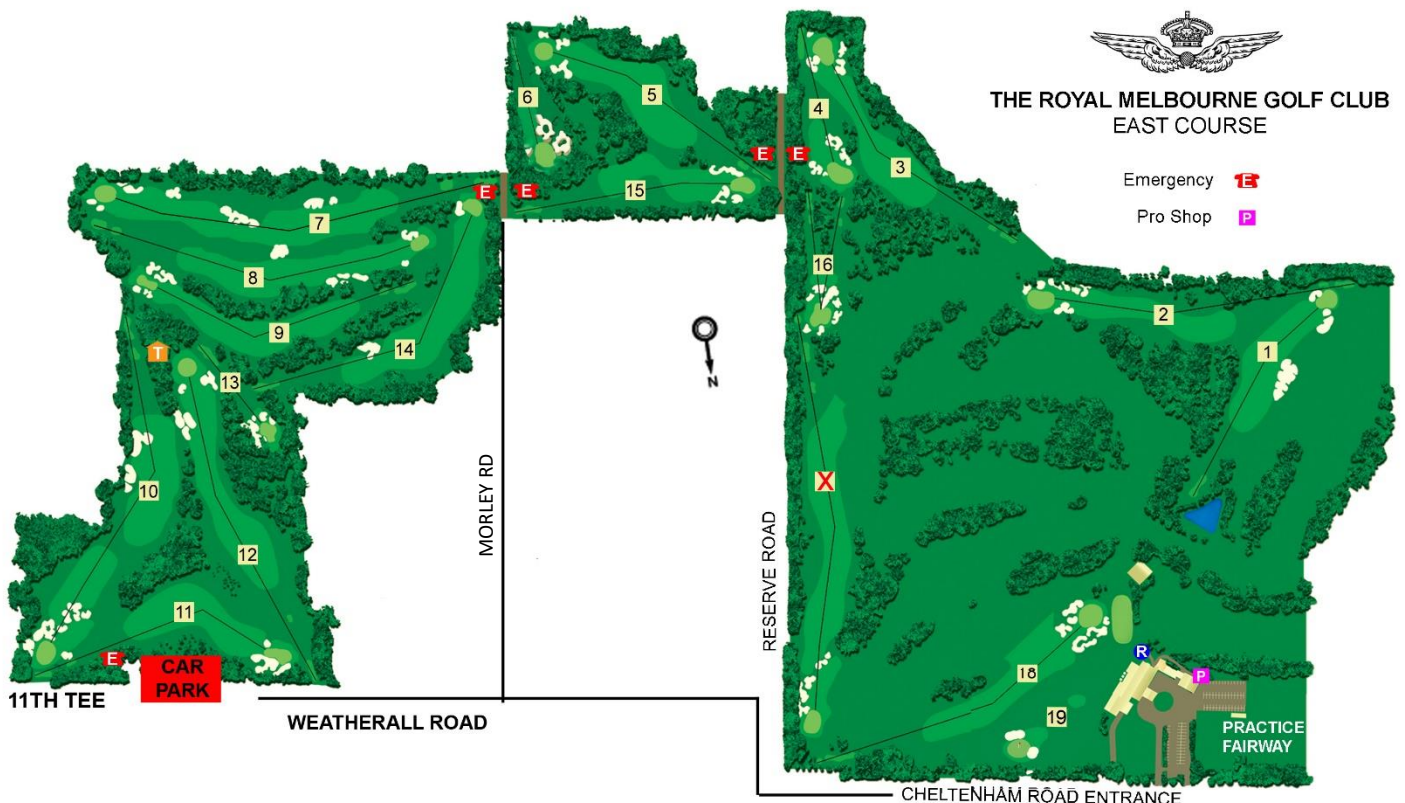 THE ROYAL MELBOURNE GOLF CLUB
EAST COURSE
Emergency E
Pro Shop P
6
5
4
3
E
E
15
E
E
7
8
9
14
16
2
1
T
13
N
10
X
12
MORLEY RD
RESERVE ROAD
11
E
CAR
PARK
11TH TEE
WEATHERALL ROAD
18
R
P
19
PRACTICE
FAIRWAY
CHELTENHAM ROAD ENTRANCE